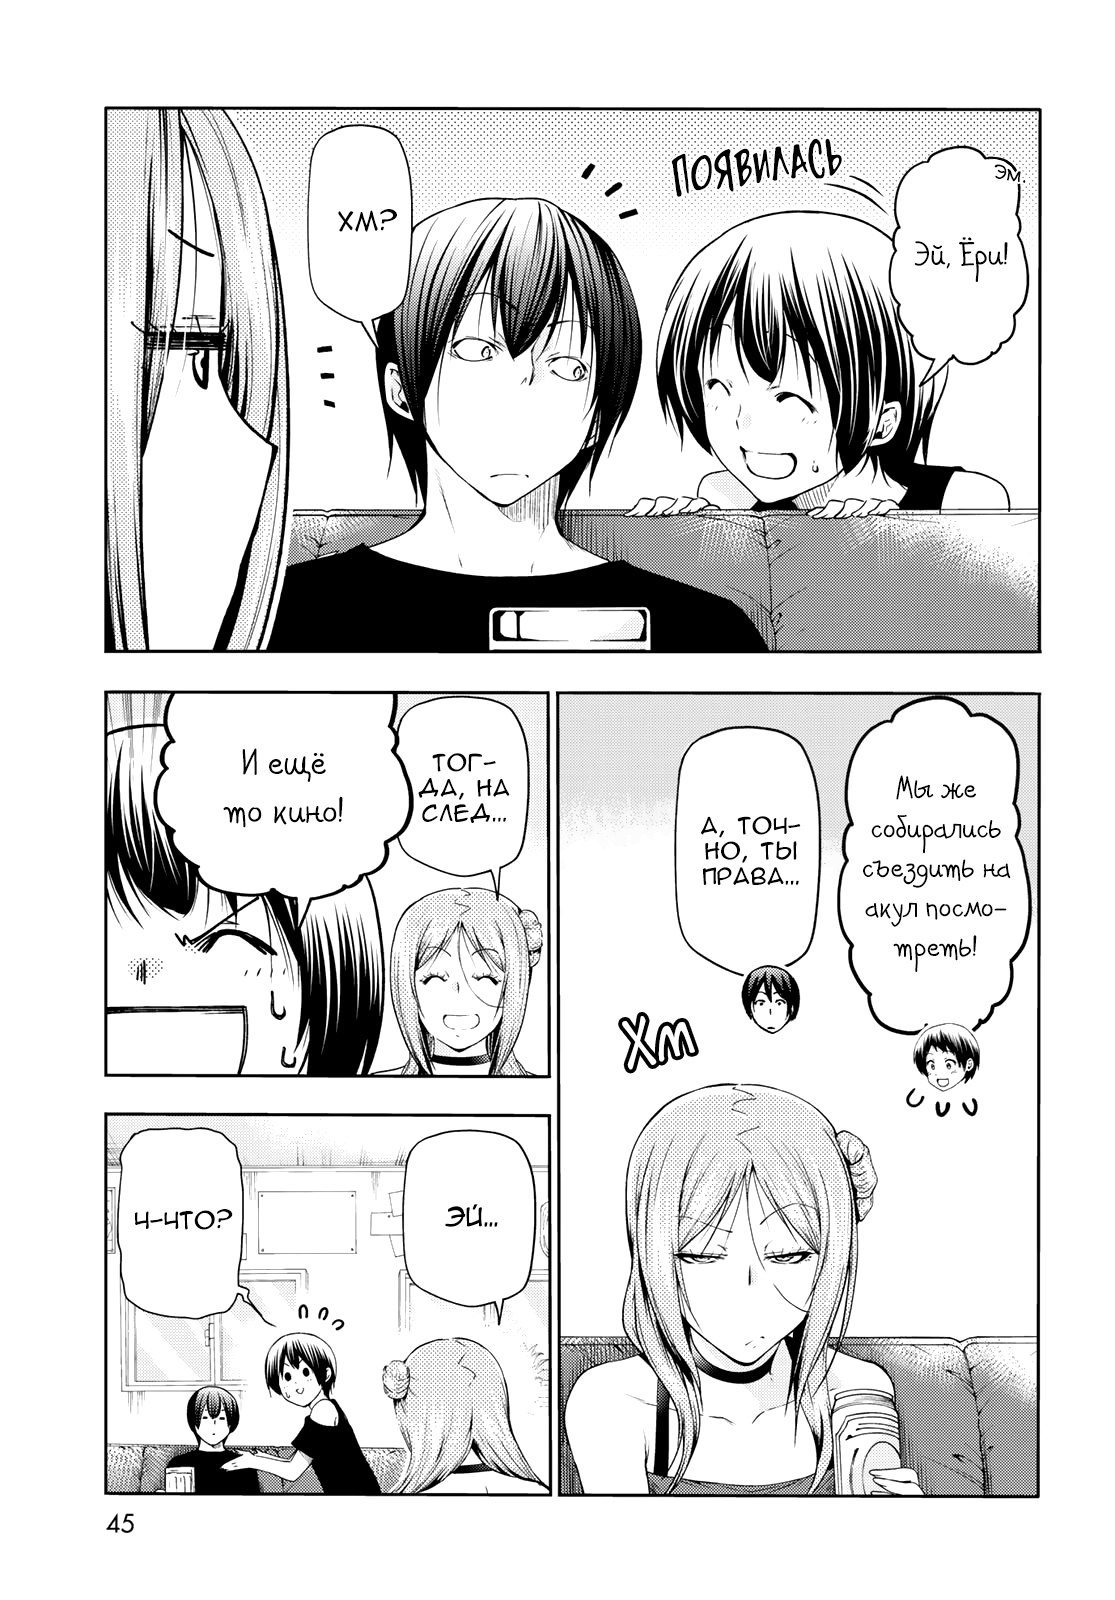 ЭМ.
Эй, Ёри!
ПОЯВИЛАСЬ
ХМ?
Мы же
собирались
съездить на
акул посмо-
треть!
А, ТОЧ-
НО, ТЫ
ПРАВА...
ХМ
ТОГ-
ДА, НА
СЛЕД...
И ещё
то кино!
ЭЙ...
Ч-ЧТО?
45